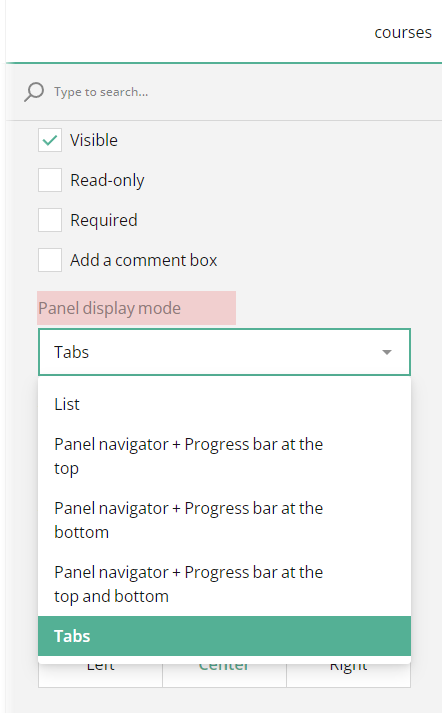 courses
Type to search...
Visible
Read-only
Required
Add a comment box
Panel display mode
Tabs
List
Panel navigator + Progress bar at the
top
Panel navigator + Progress bar at the
bottom
Panel navigator + Progress bar at the
top and bottom
Tabs
Left Center Right